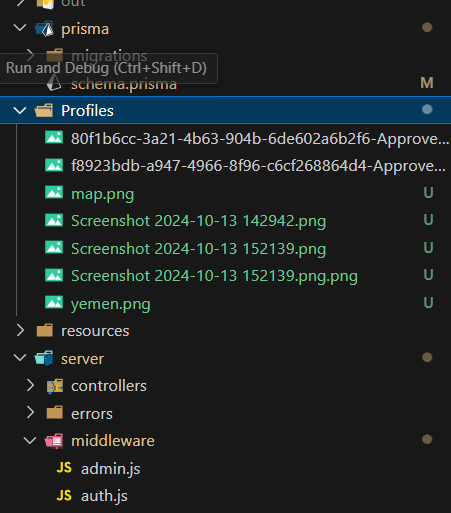 out
prisma
migrations
Run and Debug (Ctrl+Shift+D)
schema.prisma M
Profiles
80f1b6cc-3a21-4b63-904b-6de602a6b2f6-Approve...
f8923bdb-a947-4966-8f96-c6cf268864d4-Approve...
map.png U
Screenshot 2024-10-13 142942.png U
Screenshot 2024-10-13 152139.png U
Screenshot 2024-10-13 152139.png.png U
yemen.png U
resources
server
controllers
errors
middleware
JS admin.js
JS auth.js